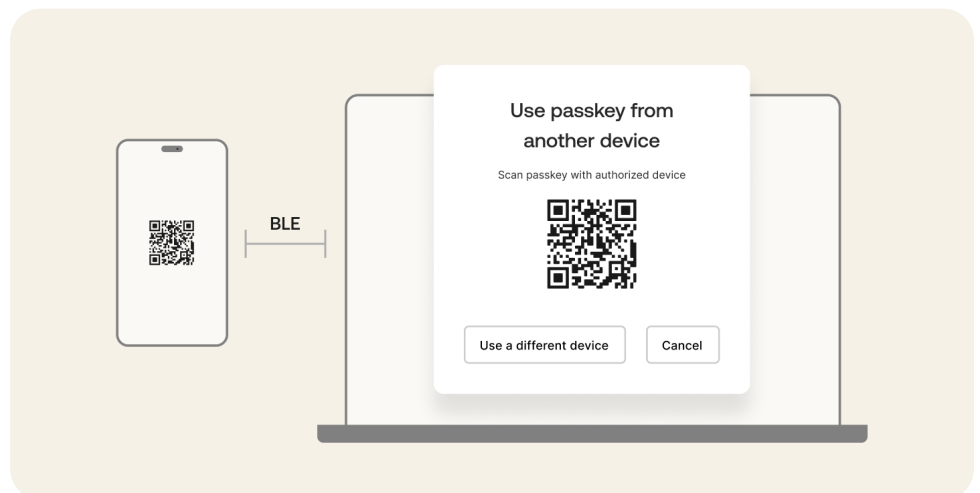 BLE
Use passkey from
another device
Scan passkey with authorized device
Use a different device
Cancel